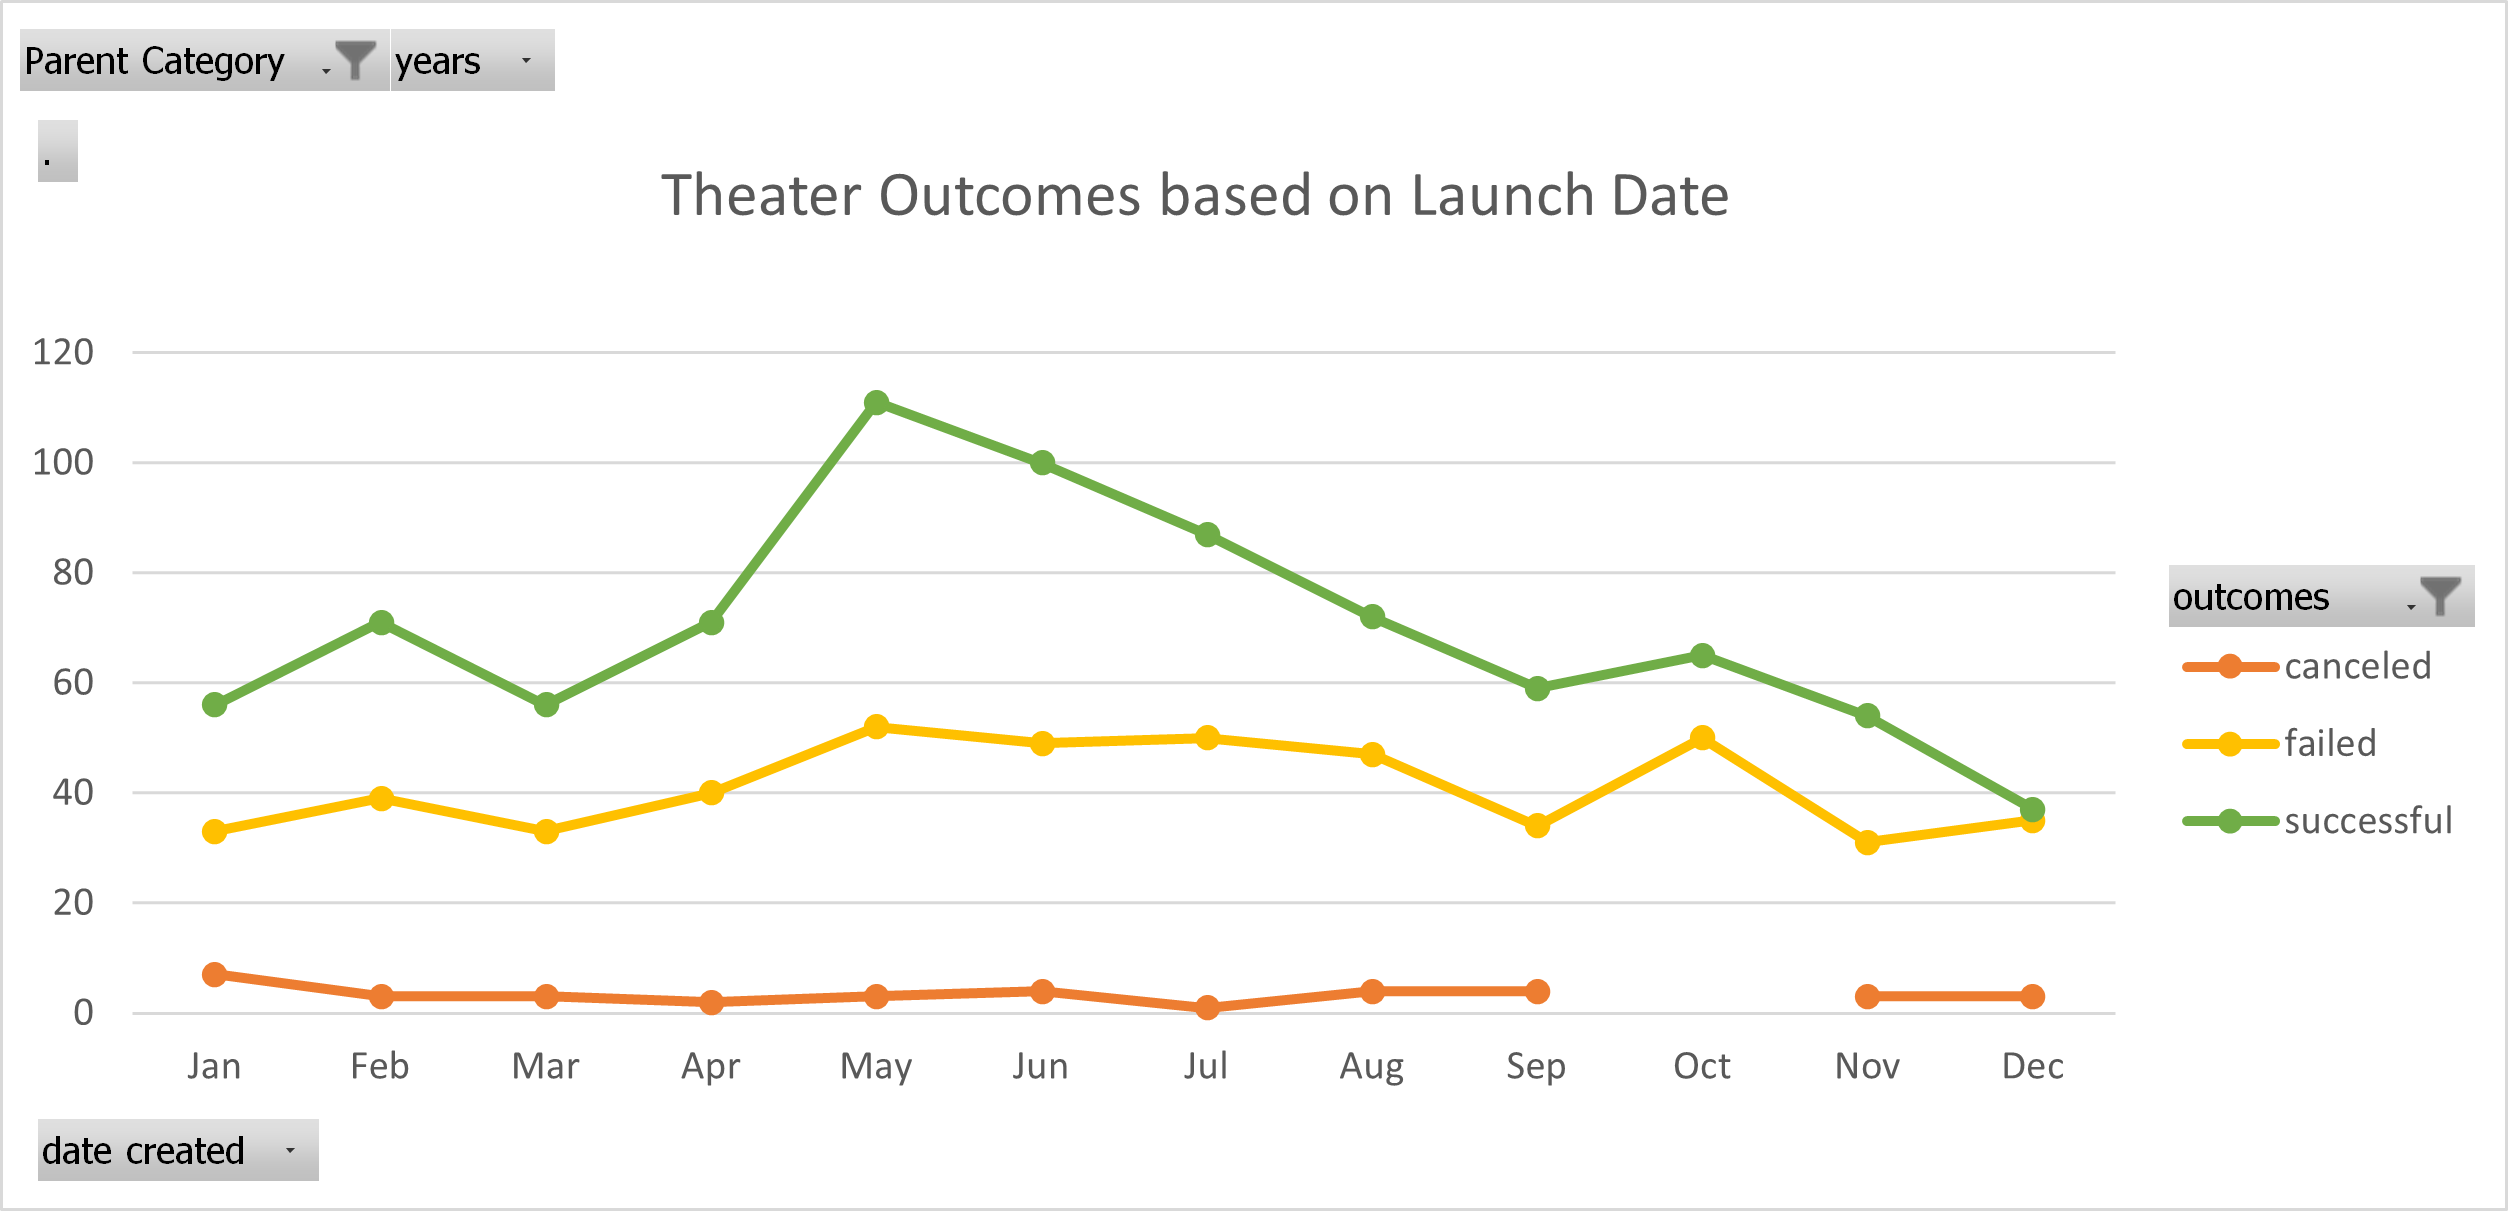 Parent Category years
.
Theater Outcomes based on Launch Date
120
100
80
60
40
20
0
Jan Feb Mar Apr May Jun Jul Aug Sep Oct Nov Dec
outcomes
canceled
failed
successful
date created